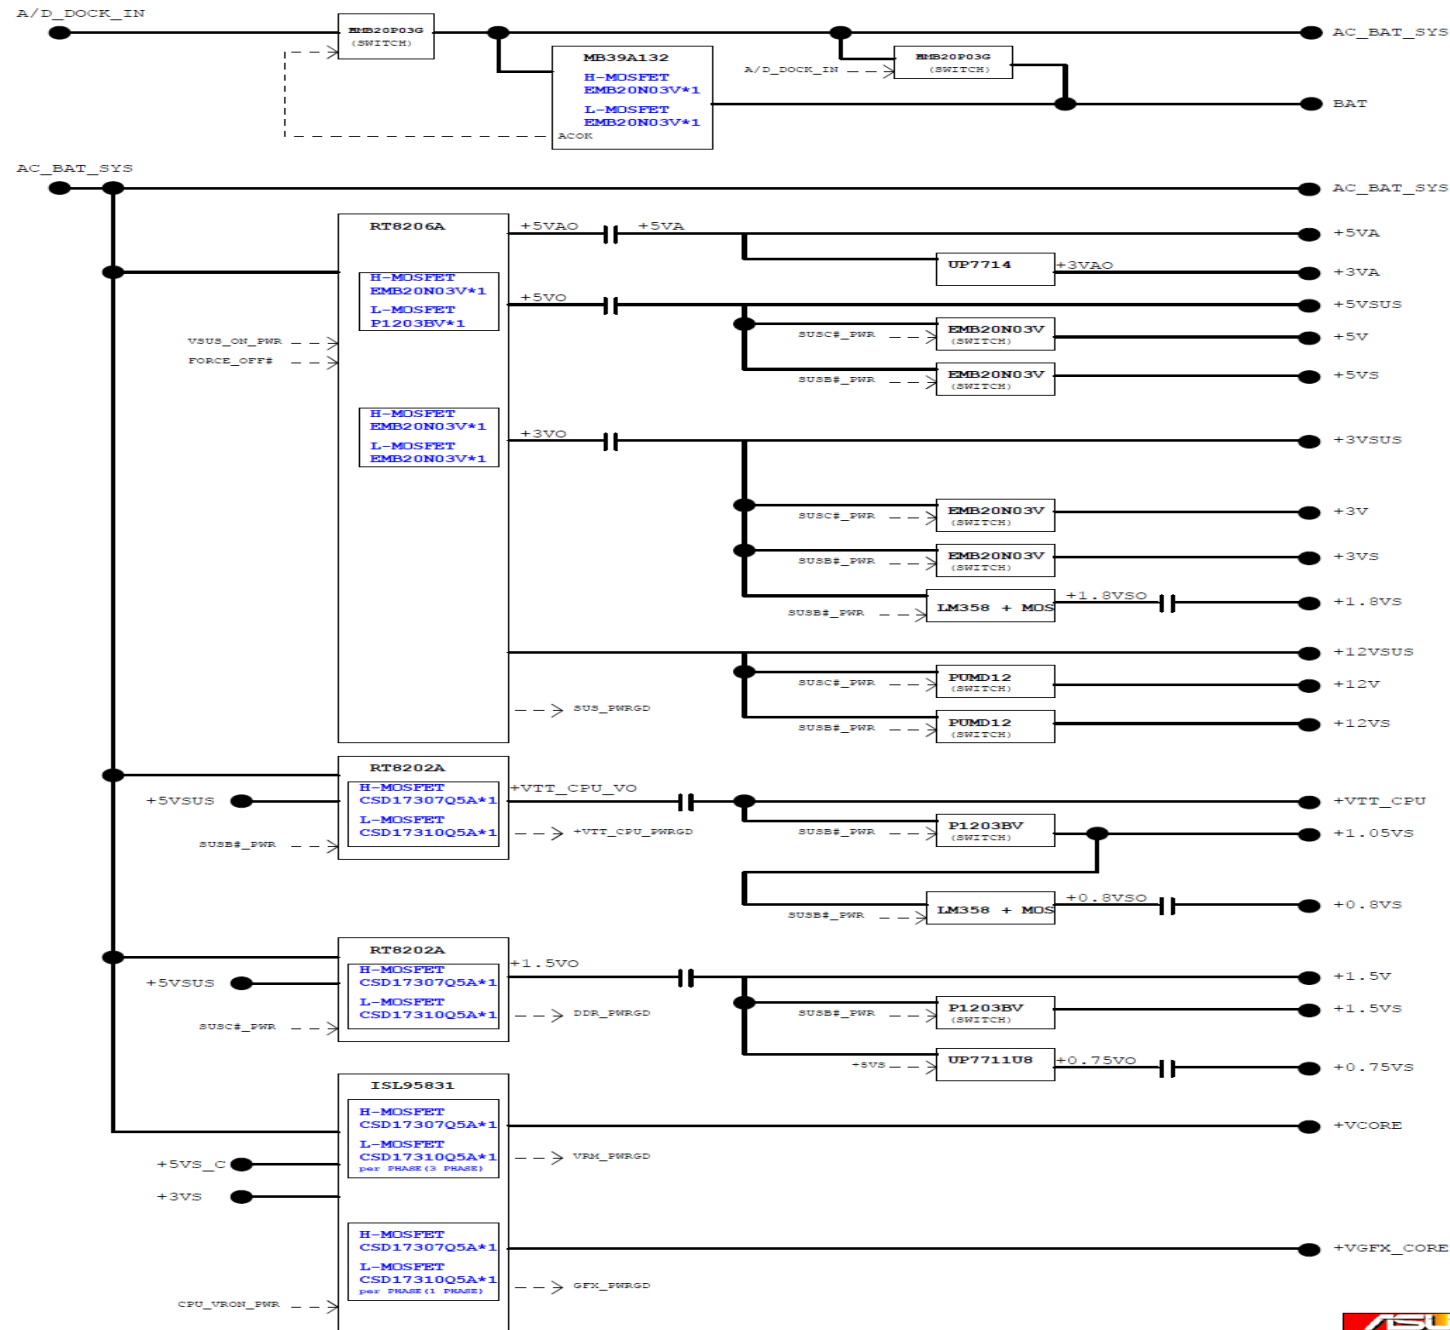 A/D_DOCK_IN
EMB20P03G
(SWITCH)
AC_BAT_SYS
MB39A132
H-MOSFET
EMB20N03V*1
L-MOSFET
EMB20N03V*1
ACOK
A/D_DOCK_IN
EMB20P03G
(SWITCH)
BAT
AC_BAT_SYS
AC_BAT_SYS
RT8206A
+5VAO
+5VA
+5VA
UP7714
+3VAO
+3VA
H-MOSFET
EMB20N03V*1
L-MOSFET
P1203BV*1
+5VO
+5VSUS
VSUS_ON_PWR
FORCE_OFF#
SUSC#_PWR
EMB20N03V
(SWITCH)
+5V
SUSB#_PWR
EMB20N03V
(SWITCH)
+5VS
H-MOSFET
EMB20N03V*1
L-MOSFET
EMB20N03V*1
+3VO
+3VSUS
SUSC#_PWR
EMB20N03V
(SWITCH)
+3V
SUSB#_PWR
EMB20N03V
(SWITCH)
+3VS
SUSB#_PWR
LM358 + MOS
+1.8VSO
+1.8VS
+12VSUS
SUSC#_PWR
PUMD12
(SWITCH)
+12V
SUS_PWRGD
SUSB#_PWR
PUMD12
(SWITCH)
+12VS
RT8202A
+5VSUS
H-MOSFET
CSD17307Q5A*1
L-MOSFET
CSD17310Q5A*1
SUSB#_PWR
+VTT_CPU_VO
+VTT_CPU
+VTT_CPU_PWRGD
SUSB#_PWR
P1203BV
(SWITCH)
+1.05VS
SUSB#_PWR
LM358 + MOS
+0.8VSO
+0.8VS
RT8202A
+5VSUS
H-MOSFET
CSD17307Q5A*1
L-MOSFET
CSD17310Q5A*1
SUSC#_PWR
+1.5VO
+1.5V
DDR_PWRGD
SUSB#_PWR
P1203BV
(SWITCH)
+1.5VS
+5VS
UP7711U8
+0.75VO
+0.75VS
ISL95831
H-MOSFET
CSD17307Q5A*1
L-MOSFET
CSD17310Q5A*1
per PHASE(3 PHASE)
+VCORE
VRM_PWRGD
+5VS_C
+3VS
H-MOSFET
CSD17307Q5A*1
L-MOSFET
CSD17310Q5A*1
per PHASE(1 PHASE)
+VGFX_CORE
GFX_PWRGD
CPU_VRON_PWR